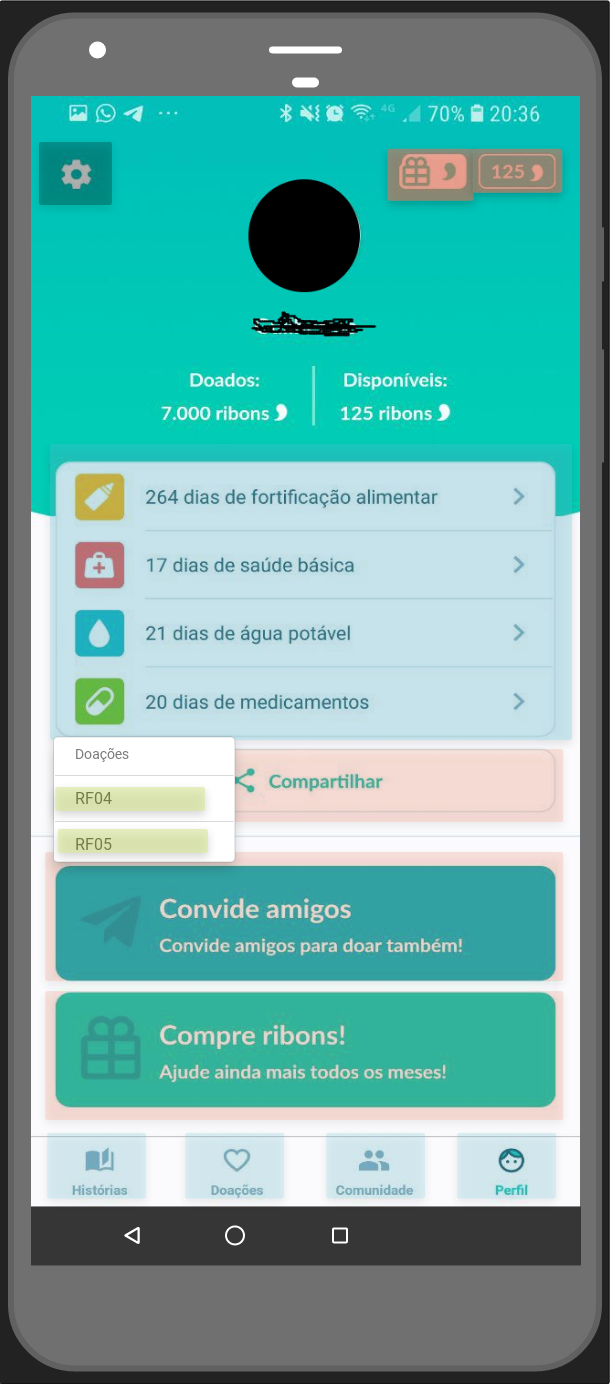 4G 70% 20:36
125
Doados: Disponíveis:
7.000 ribons 125 ribons
264 dias de fortificação alimentar
17 dias de saúde básica
21 dias de água potável
20 dias de medicamentos
Doações
RF04
RF05
Compartilhar
Convide amigos
Convide amigos para doar também!
Compre ribons!
Ajude ainda mais todos os meses!
Histórias Doações Comunidade Perfil